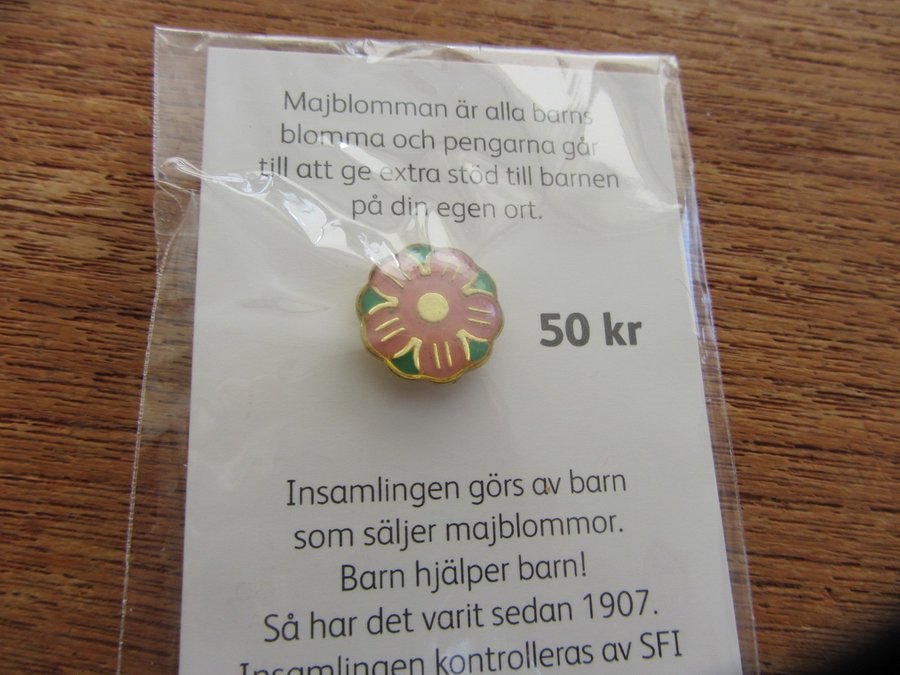 Majblomman är alla barns
blomma och pengarna går
till att ge extra stöd till barnen
på din egen ort.
50 kr
Insamlingen görs av barn
som säljer majblommor.
Barn hjälper barn!
Så har det varit sedan 1907.
Insamlingen kontrolleras av SFI